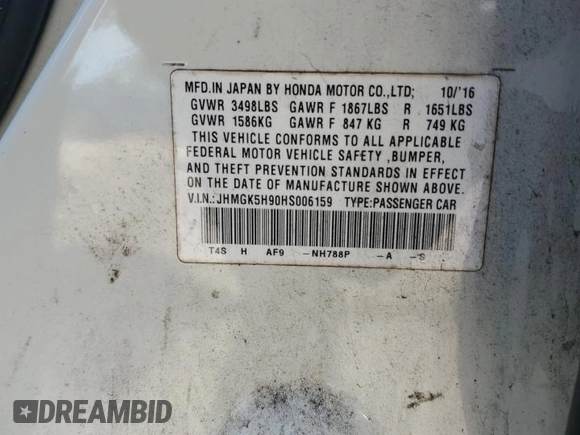 MFD.IN JAPAN BY HONDA MOTOR CO.,LTD; 10/'16
GVWR 3498LBS GAWR F 1867LBS R 1651LBS
GVWR 1586KG GAWR F 847 KG R 749 KG
THIS VEHICLE CONFORMS TO ALL APPLICABLE
FEDERAL MOTOR VEHICLE SAFETY ,BUMPER,
AND THEFT PREVENTION STANDARDS IN EFFECT
ON THE DATE OF MANUFACTURE SHOWN ABOVE.
V.I.N.:JHMGK5H90HS006159 TYPE:PASSENGER CAR
T4S H AF9 -NH788P -A -S
DREAMBID